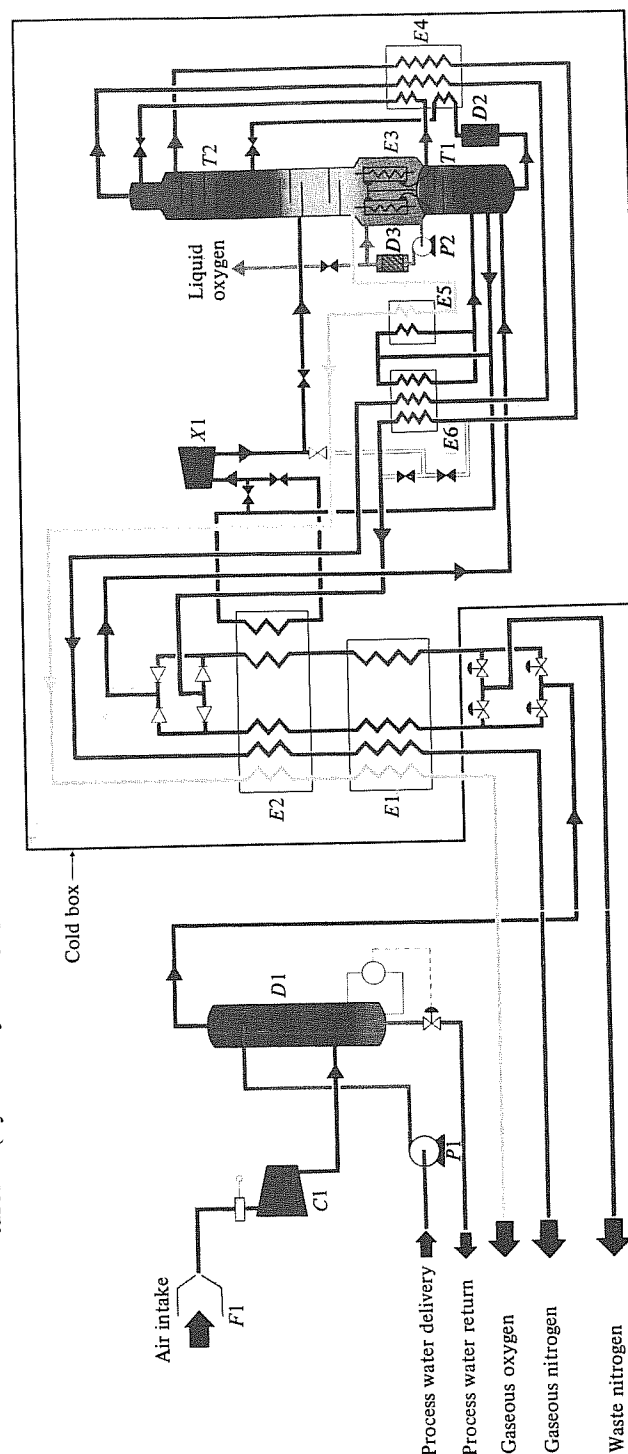 Cold box
Air intake
F1
C1
D1
P1
Process water delivery
Process water return
Gaseous oxygen
Gaseous nitrogen
Waste nitrogen
E2
E1
X1
E6
E5
Liquid
oxygen
D3
P2
T2
E3
T1
E4
D2